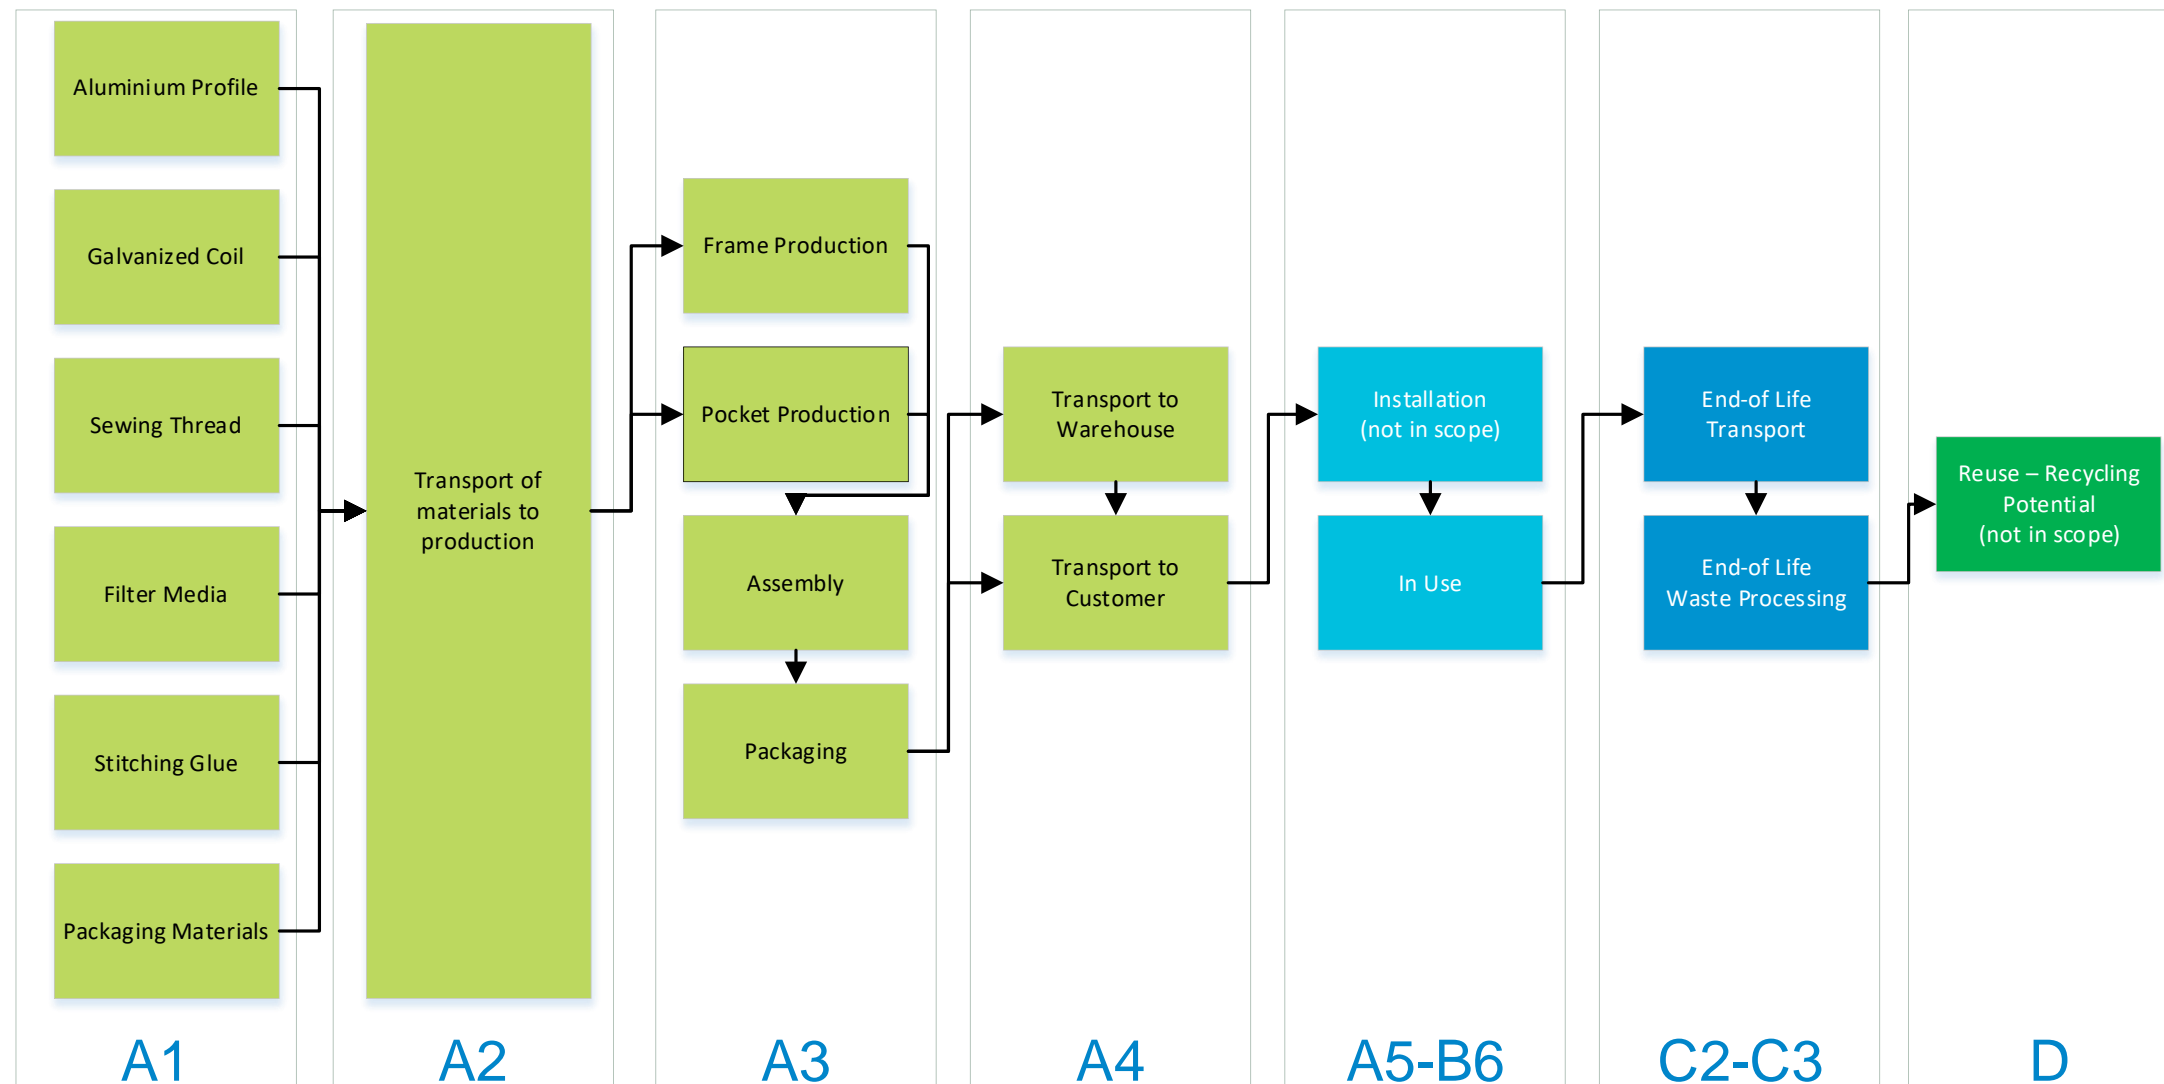 Aluminium Profile
Galvanized Coil
Sewing Thread
Filter Media
Stitching Glue
Packaging Materials
A1
Transport of
materials to
production
A2
Frame Production
Pocket Production
Assembly
Packaging
A3
Transport to
Warehouse
Transport to
Customer
A4
Installation
(not in scope)
In Use
A5-B6
End-of Life
Transport
End-of Life
Waste Processing
C2-C3
Reuse – Recycling
Potential
(not in scope)
D